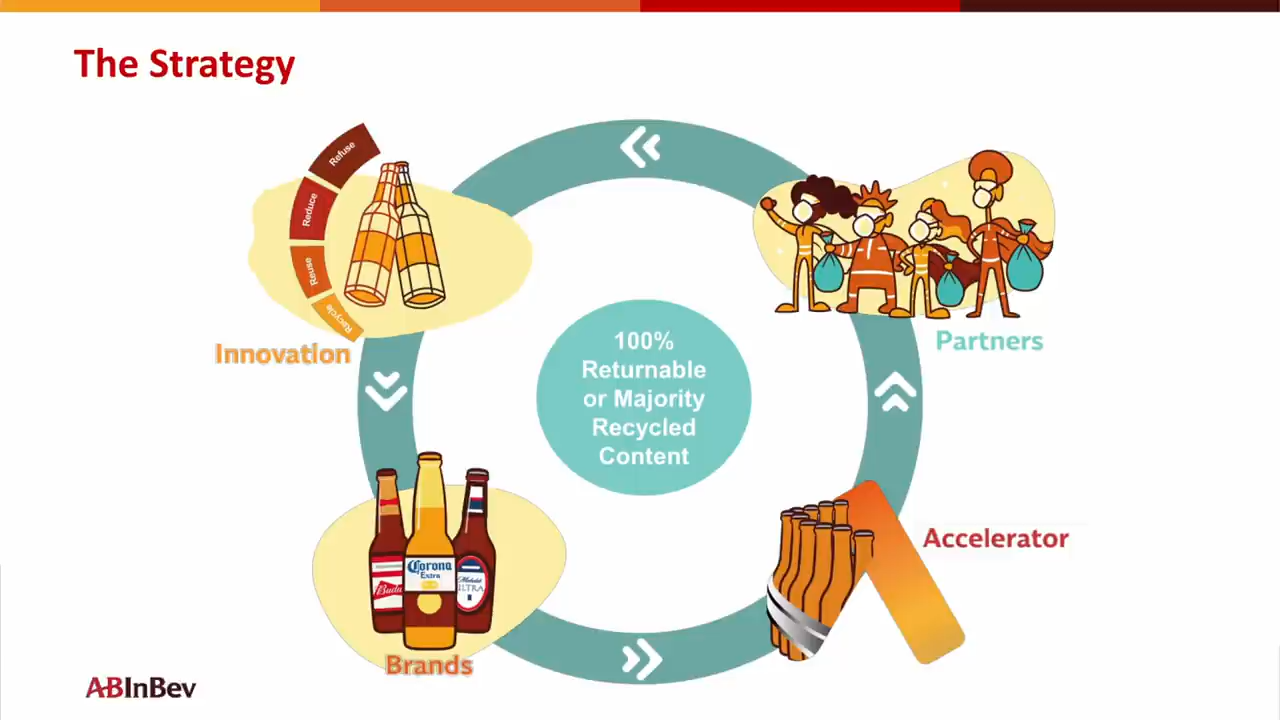 The Strategy
Refuse
Reduce
Reuse
Recycle
Innovation
Partners
100%
Returnable
or Majority
Recycled
Content
Accelerator
Corona
Extra
ULTRA
Brands
ABInBev